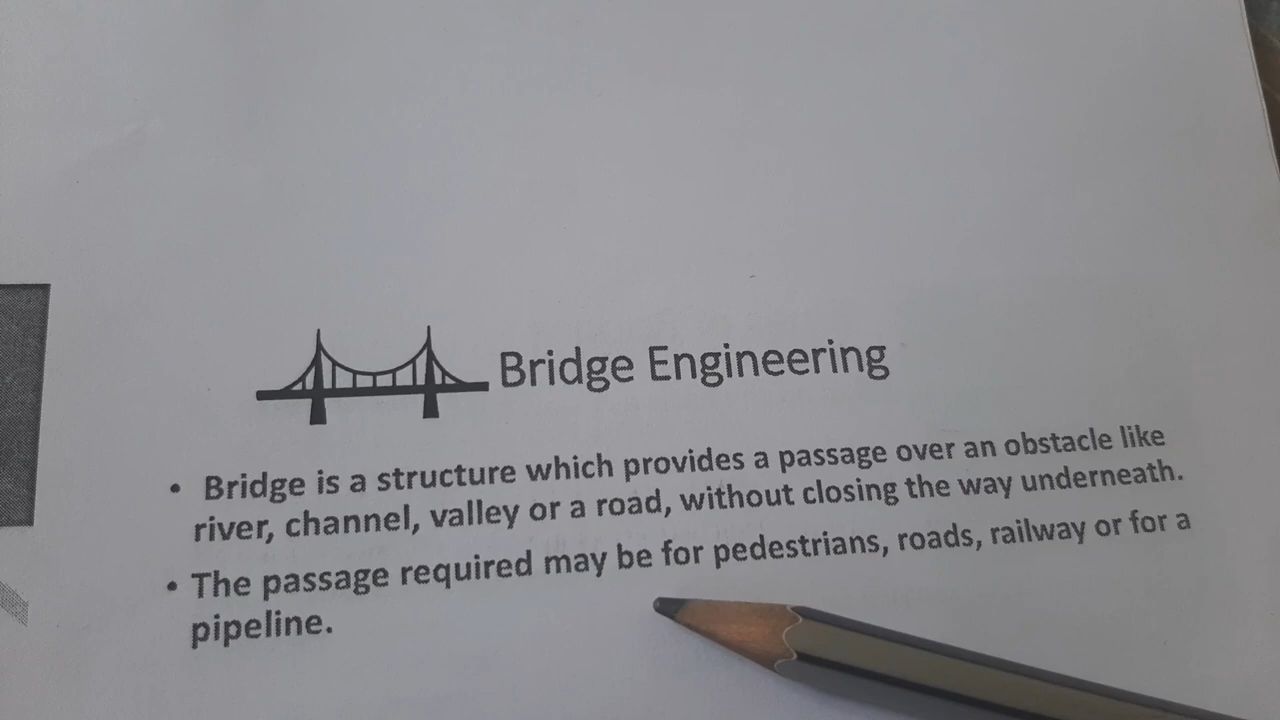 Bridge Engineering
• Bridge is a structure which provides a passage over an obstacle like
river, channel, valley or a road, without closing the way underneath.
• The passage required may be for pedestrians, roads, railway or for a
pipeline.